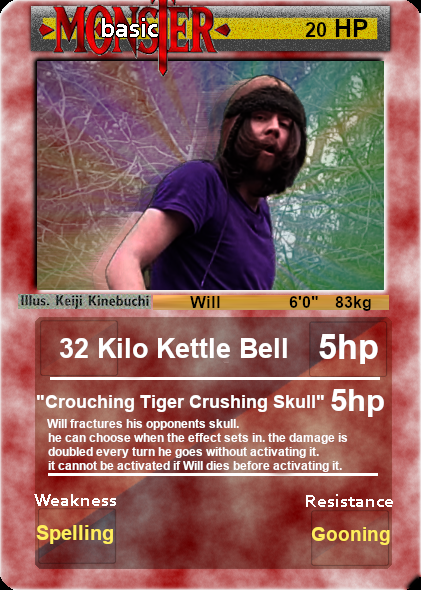 MONSTER
basic
20 HP
Illus. Keiji Kinebuchi
Will 6'0" 83kg
32 Kilo Kettle Bell 5hp
"Crouching Tiger Crushing Skull" 5hp
Will fractures his opponents skull.
he can choose when the effect sets in. the damage is
doubled every turn he goes without activating it.
it cannot be activated if Will dies before activating it.
Weakness Resistance
Spelling Gooning